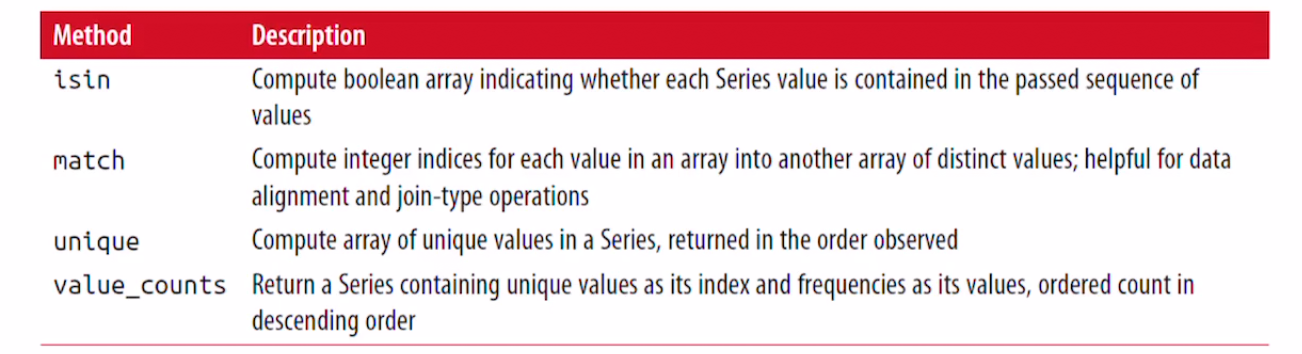 Method Description
isin Compute boolean array indicating whether each Series value is contained in the passed sequence of
values
match Compute integer indices for each value in an array into another array of distinct values; helpful for data
alignment and join-type operations
unique Compute array of unique values in a Series, returned in the order observed
value_counts Return a Series containing unique values as its index and frequencies as its values, ordered count in
descending order